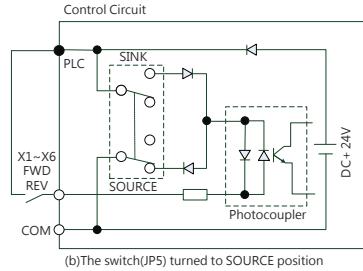 Control Circuit
PLC
SINK
DC+ 24V
X1~X6
FWD
REV
SOURCE
Photocoupler
COM
(b)The switch(JP5) turned to SOURCE position